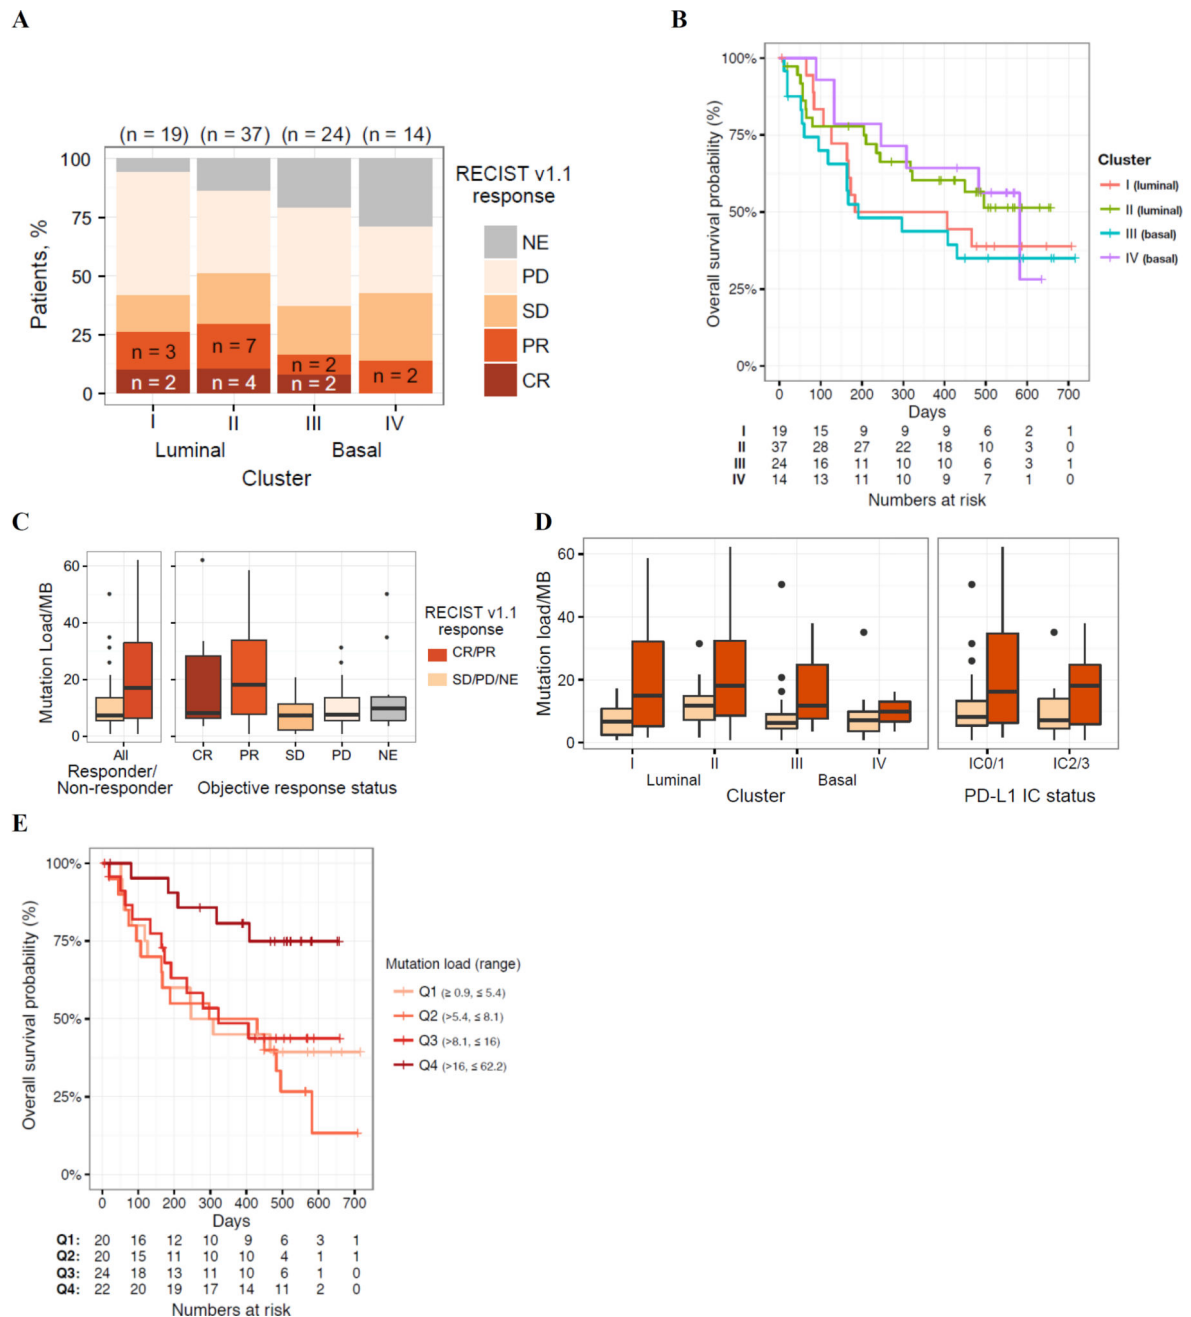 A
(n = 19) (n = 37) (n = 24) (n = 14)
100
75
50
25
0
Patients, %
n = 3
n = 7
n = 2
n = 2
n = 2
n = 4
n = 2
I II III IV
Luminal Basal
Cluster
RECIST v1.1
response
NE
PD
SD
PR
CR
B
100%
75%
50%
25%
0%
Overall survival probability (%)
0 100 200 300 400 500 600 700
Days
Cluster
I (luminal)
II (luminal)
III (basal)
IV (basal)
I 19 15 9 9 9 6 2 1
II 37 28 27 22 18 10 3 0
III 24 16 11 10 10 6 3 1
IV 14 13 11 10 9 7 1 0
Numbers at risk
C
60
40
20
0
Mutation Load/MB
All
Responder/
Non-responder
CR PR SD PD NE
Objective response status
RECIST v1.1
response
CR/PR
SD/PD/NE
D
60
40
20
0
Mutation load/MB
I II III IV
Luminal Basal
Cluster
IC0/1 IC2/3
PD-L1 IC status
E
100%
75%
50%
25%
0%
Overall survival probability (%)
0 100 200 300 400 500 600 700
Days
Mutation load (range)
Q1 (≥ 0.9, ≤ 5.4)
Q2 (>5.4, ≤ 8.1)
Q3 (>8.1, ≤ 16)
Q4 (>16, ≤ 62.2)
Q1: 20 16 12 10 9 6 3 1
Q2: 20 15 11 10 10 4 1 1
Q3: 24 18 13 11 10 6 1 0
Q4: 22 20 19 17 14 11 2 0
Numbers at risk